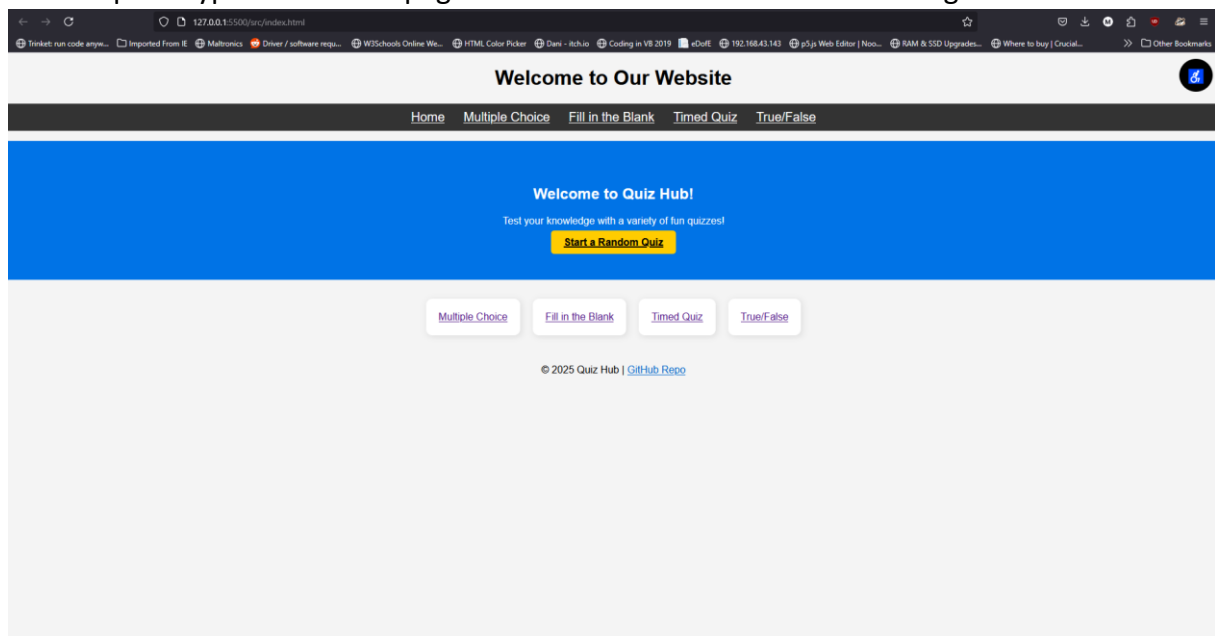 127.0.0.1:5500/src/index.html
Trinket: run code anyw... Imported From IE Maltronics Driver / software requ... W3Schools Online We... HTML Color Picker Dani - itch.io Coding in VB 2019 eDofE 192.168.43.143 p5.js Web Editor | Noo... RAM & SSD Upgrades... Where to buy | Crucial... Other Bookmarks
Welcome to Our Website
Home Multiple Choice Fill in the Blank Timed Quiz True/False
Welcome to Quiz Hub!
Test your knowledge with a variety of fun quizzes!
Start a Random Quiz
Multiple Choice Fill in the Blank Timed Quiz True/False
© 2025 Quiz Hub | GitHub Repo